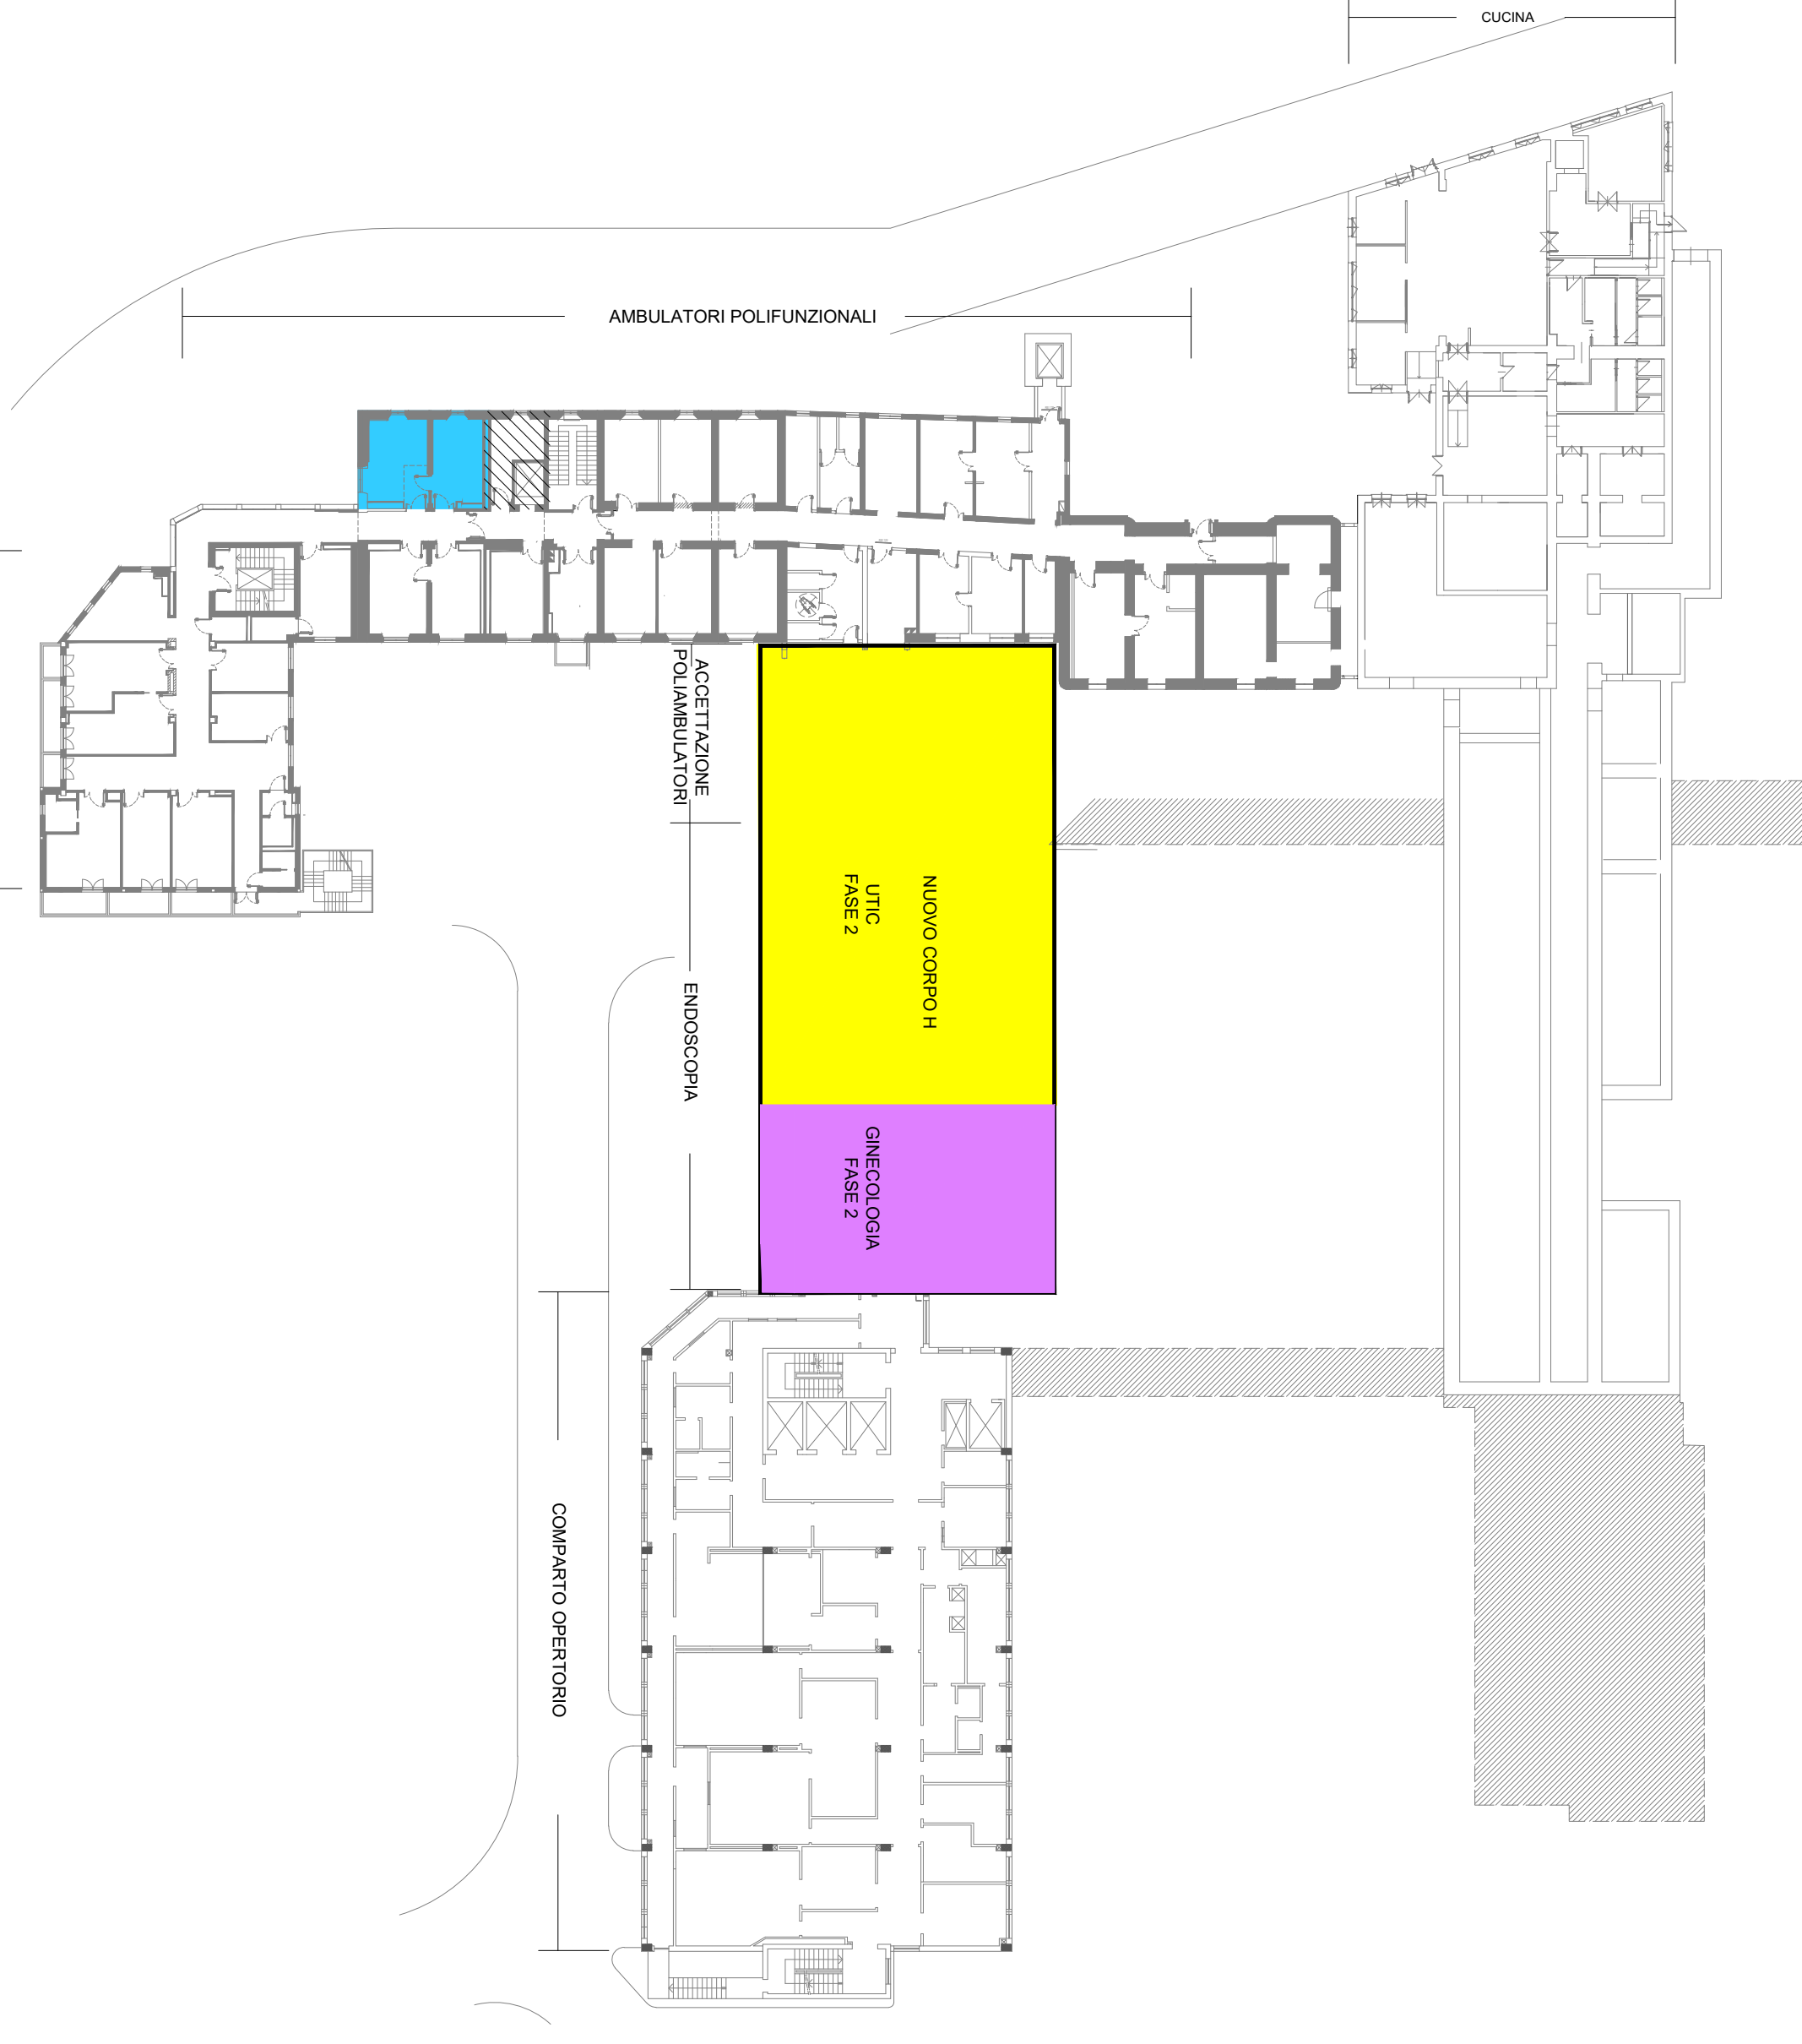 CUCINA
AMBULATORI POLIFUNZIONALI
ACCETTAZIONE
POLIAMBULATORI
NUOVO CORPO H
UTIC
FASE 2
ENDOSCOPIA
GINECOLOGIA
FASE 2
COMPARTO OPERTORIO